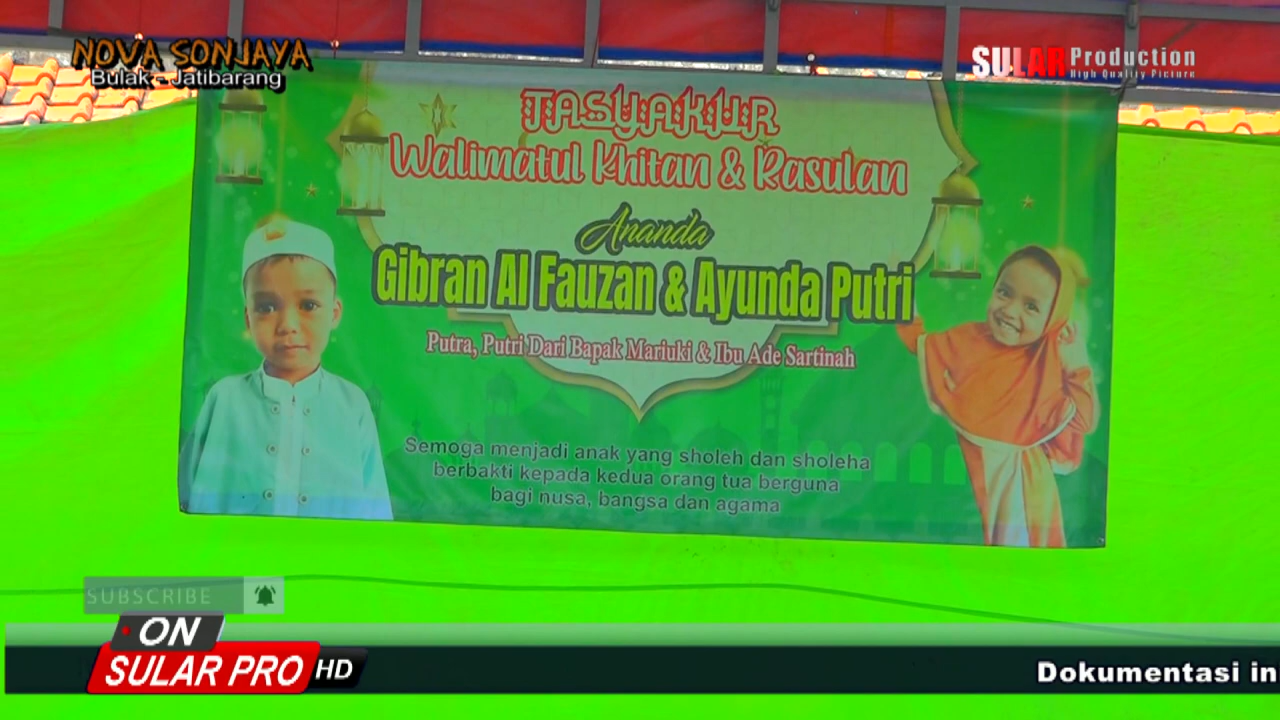 NOVA SONJAYA
Bulak - Jatibarang
SULAR Production
High Quality Picture
TASYAKUR
Walimatul Khitan & Rasulan
Ananda
Gibran Al Fauzan & Ayunda Putri
Putra, Putri Dari Bapak Mariuki & Ibu Ade Sartinah
Semoga menjadi anak yang sholeh dan sholeha
berbakti kepada kedua orang tua berguna
bagi nusa, bangsa dan agama
SUBSCRIBE
ON
SULAR PRO HD
Dokumentasi in